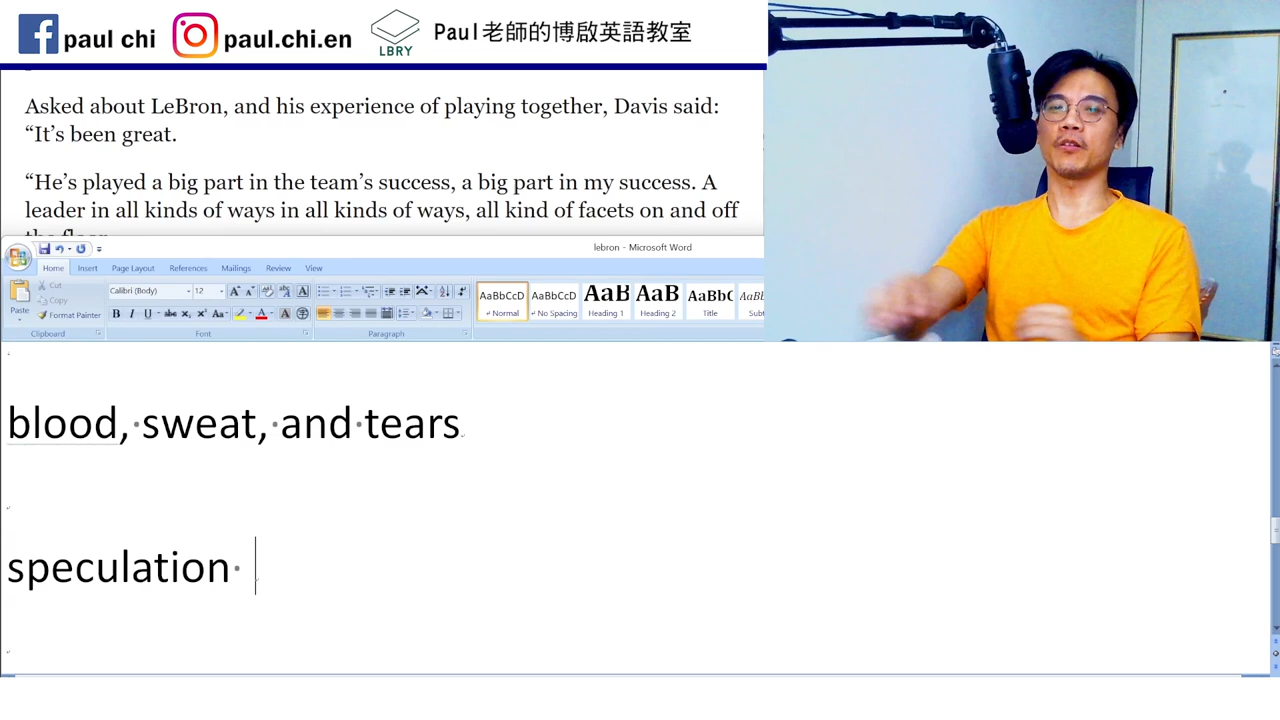 paul chi
paul.chi.en
LBRY
Paul老師的博啟英語教室
Asked about LeBron, and his experience of playing together, Davis said:
“It’s been great.
“He’s played a big part in the team’s success, a big part in my success. A
leader in all kinds of ways in all kinds of ways, all kind of facets on and off
the floor
lebron - Microsoft Word
Home Insert Page Layout References Mailings Review View
Paste
Cut
Copy
Format Painter
Clipboard
Calibri (Body) 12
Font
Paragraph
AaBbCcD AaBbCcD AaBb AaBb AaBbC AaBb
Normal No Spacing Heading 1 Heading 2 Title Subt
blood, sweat, and tears
speculation